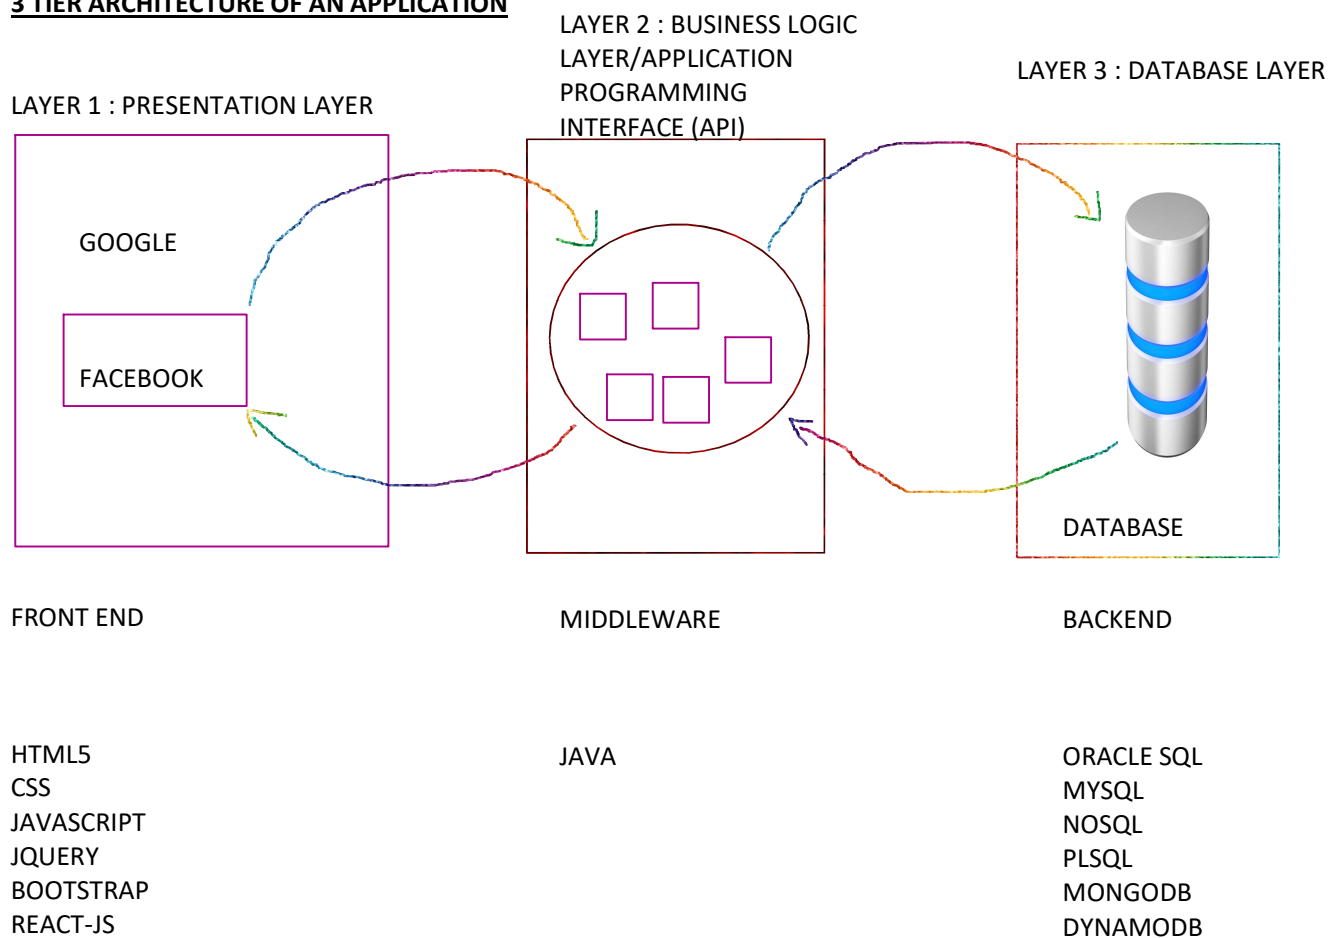 3 TIER ARCHITECTURE OF AN APPLICATION
LAYER 1 : PRESENTATION LAYER
LAYER 2 : BUSINESS LOGIC
LAYER/APPLICATION
PROGRAMMING
INTERFACE (API)
LAYER 3 : DATABASE LAYER
GOOGLE
FACEBOOK
DATABASE
FRONT END
MIDDLEWARE
BACKEND
HTML5
CSS
JAVASCRIPT
JQUERY
BOOTSTRAP
REACT-JS
JAVA
ORACLE SQL
MYSQL
NOSQL
PLSQL
MONGODB
DYNAMODB